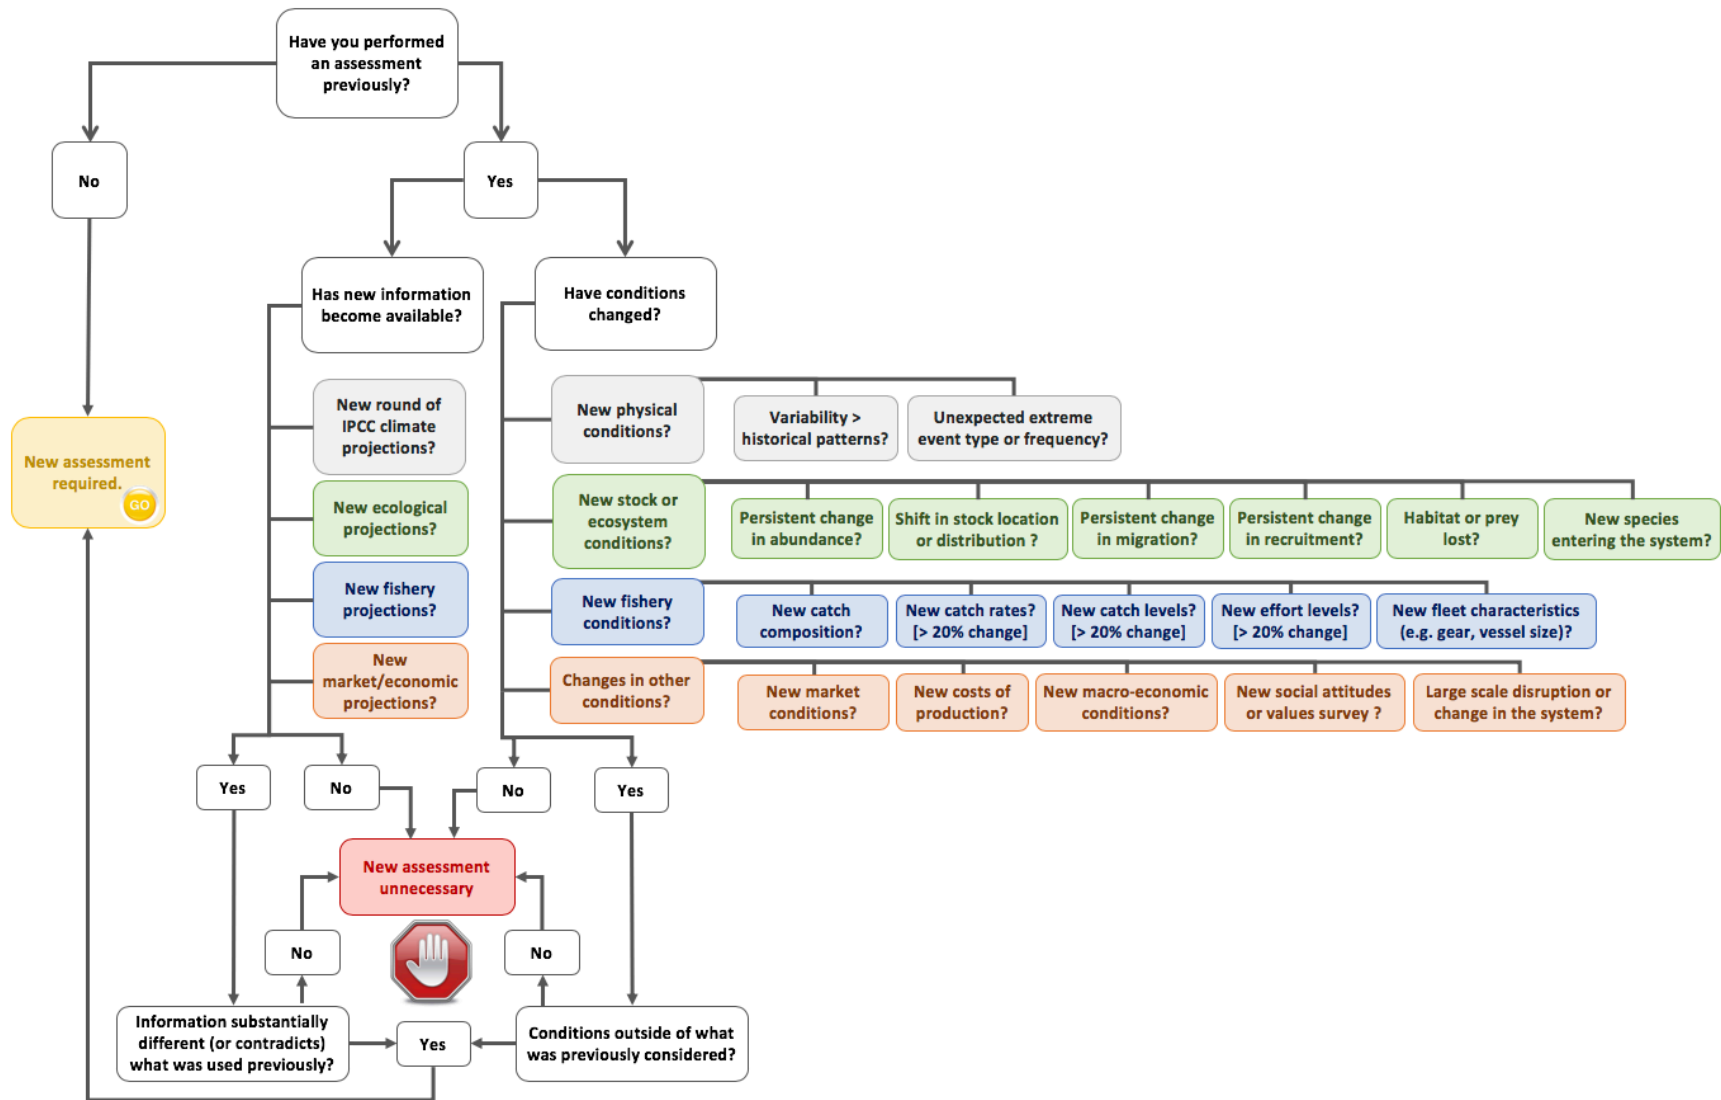 Have you performed
an assessment
previously?
No
Yes
Has new information
become available?
Have conditions
changed?
New round of
IPCC climate
projections?
New physical
conditions?
Variability >
historical patterns?
Unexpected extreme
event type or frequency?
New assessment
required.
GO
New ecological
projections?
New stock or
ecosystem
conditions?
Persistent change
in abundance?
Shift in stock location
or distribution ?
Persistent change
in migration?
Persistent change
in recruitment?
Habitat or prey
lost?
New species
entering the system?
New fishery
projections?
New fishery
conditions?
New catch
composition?
New catch rates?
[> 20% change]
New catch levels?
[> 20% change]
New effort levels?
[> 20% change]
New fleet characteristics
(e.g. gear, vessel size)?
New
market/economic
projections?
Changes in other
conditions?
New market
conditions?
New costs of
production?
New macro-economic
conditions?
New social attitudes
or values survey ?
Large scale disruption or
change in the system?
Yes
No
No
Yes
New assessment
unnecessary
No
No
Information substantially
different (or contradicts)
what was used previously?
Yes
Conditions outside of what
was previously considered?